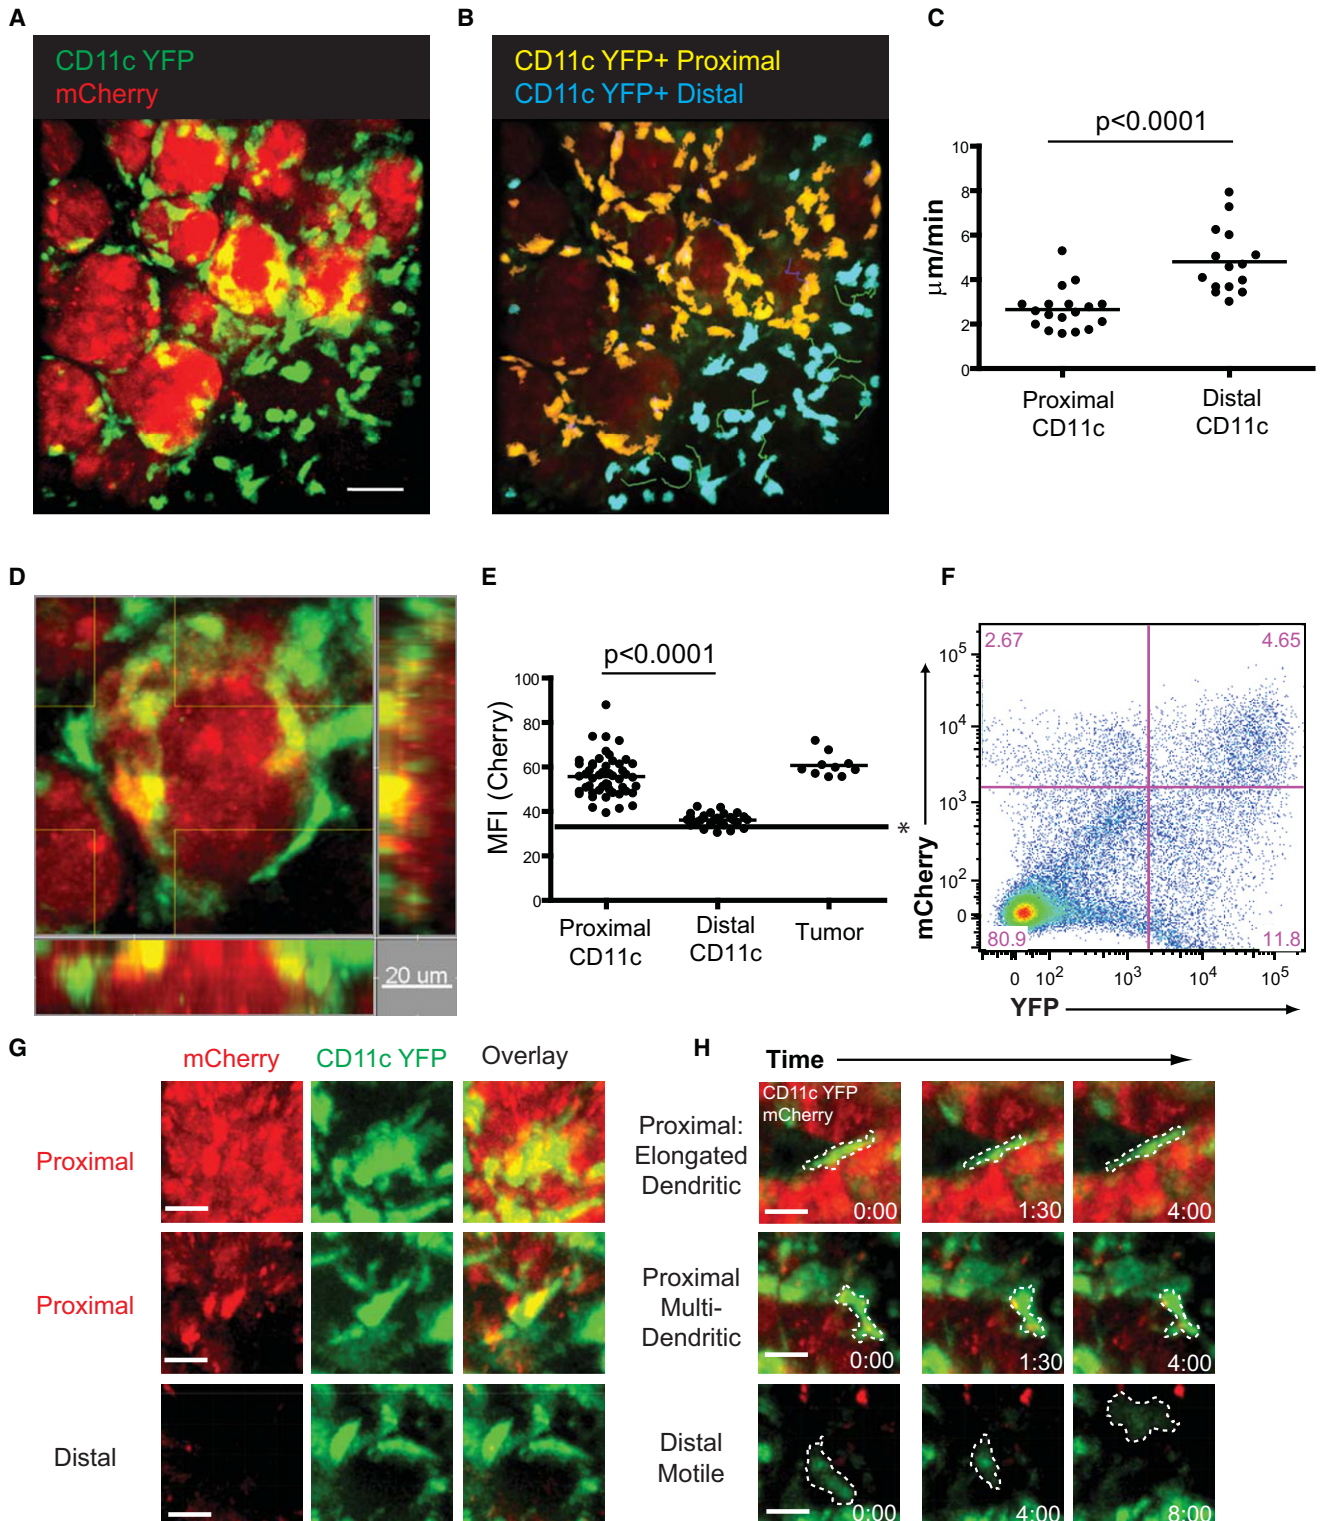 A
CD11c YFP
mCherry
B
CD11c YFP+ Proximal
CD11c YFP+ Distal
C
p<0.0001
10
8
6
4
2
0
μm/min
Proximal
CD11c
Distal
CD11c
D
20 um
E
p<0.0001
100
80
60
40
20
0
MFI (Cherry)
*
Proximal
CD11c
Distal
CD11c
Tumor
F
2.67
4.65
80.9
11.8
10^5
10^4
10^3
10^2
0
mCherry
0 10^2 10^3 10^4 10^5
YFP
G
mCherry CD11c YFP Overlay
Proximal
Proximal
Distal
H
Time
Proximal:
Elongated
Dendritic
CD11c YFP
mCherry
0:00 1:30 4:00
Proximal
Multi-
Dendritic
0:00 1:30 4:00
Distal
Motile
0:00 4:00 8:00